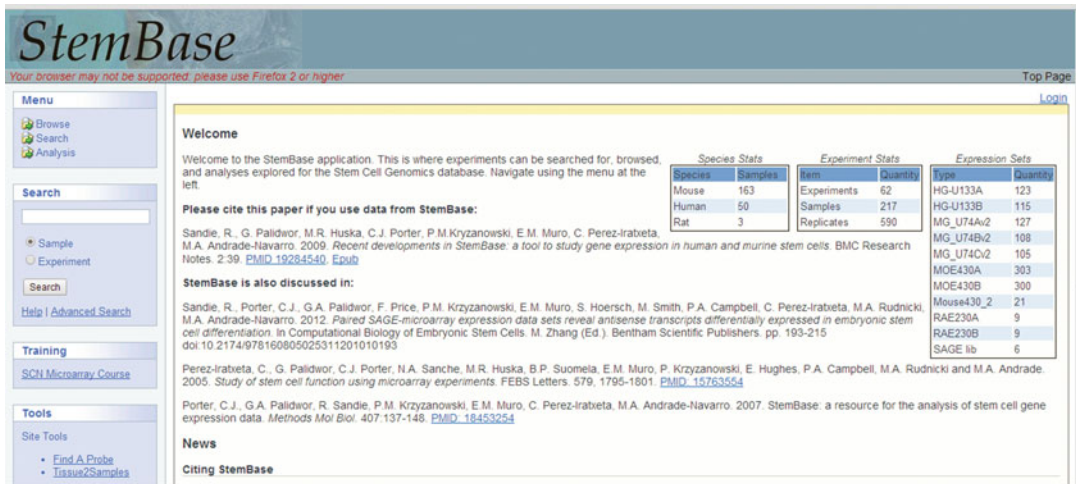 StemBase
Your browser may not be supported: please use Firefox 2 or higher
Top Page
Login
Menu
Browse
Search
Analysis
Search
Sample
Experiment
Search
Help | Advanced Search
Training
SCN Microarray Course
Tools
Site Tools
• Find A Probe
• Tissue2Samples
Welcome
Welcome to the StemBase application. This is where experiments can be searched for, browsed,
and analyses explored for the Stem Cell Genomics database. Navigate using the menu at the
left.
Species Stats
Species Samples
Mouse 163
Human 50
Rat 3
Experiment Stats
Item Quantity
Experiments 62
Samples 217
Replicates 590
Expression Sets
Type Quantity
HG-U133A 123
HG-U133B 115
MG_U74Av2 127
MG_U74Bv2 108
MG_U74Cv2 105
MOE430A 303
MOE430B 300
Mouse430_2 21
RAE230A 9
RAE230B 9
SAGE lib 6
Please cite this paper if you use data from StemBase:
Sandie, R., G. Palidwor, M.R. Huska, C.J. Porter, P.M.Kryzanowski, E.M. Muro, C. Perez-Iratxeta,
M.A. Andrade-Navarro. 2009. Recent developments in StemBase: a tool to study gene expression in human and murine stem cells. BMC Research
Notes. 2:39. PMID 19284540. Epub
StemBase is also discussed in:
Sandie, R., Porter, C.J., G.A. Palidwor, F. Price, P.M. Krzyzanowski, E.M. Muro, S. Hoersch, M. Smith, P.A. Campbell, C. Perez-Iratxeta, M.A. Rudnicki,
M.A. Andrade-Navarro. 2012. Paired SAGE-microarray expression data sets reveal antisense transcripts differentially expressed in embryonic stem
cell differentiation. In Computational Biology of Embryonic Stem Cells. M. Zhang (Ed.). Bentham Scientific Publishers. pp. 193-215
doi:10.2174/978160805025311201010193
Perez-Iratxeta, C., G. Palidwor, C.J. Porter, N.A. Sanche, M.R. Huska, B.P. Suomela, E.M. Muro, P. Krzyzanowski, E. Hughes, P.A. Campbell, M.A. Rudnicki and M.A. Andrade.
2005. Study of stem cell function using microarray experiments. FEBS Letters. 579, 1795-1801. PMID: 15763554
Porter, C.J., G.A. Palidwor, R. Sandie, P.M. Krzyzanowski, E.M. Muro, C. Perez-Iratxeta, M.A. Andrade-Navarro. 2007. StemBase: a resource for the analysis of stem cell gene
expression data. Methods Mol Biol. 407:137-148. PMID: 18453254
News
Citing StemBase